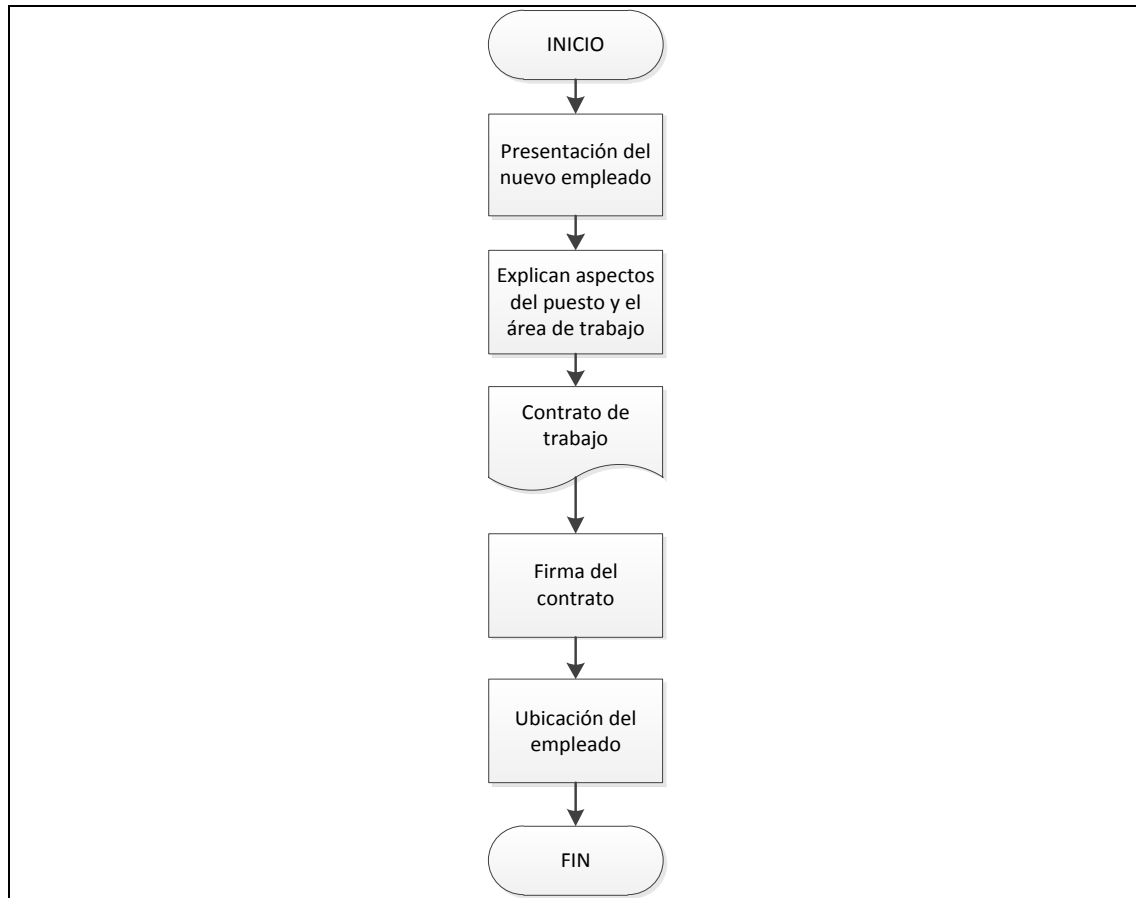 INICIO
Presentación del
nuevo empleado
Explican aspectos
del puesto y el
área de trabajo
Contrato de
trabajo
Firma del
contrato
Ubicación del
empleado
FIN